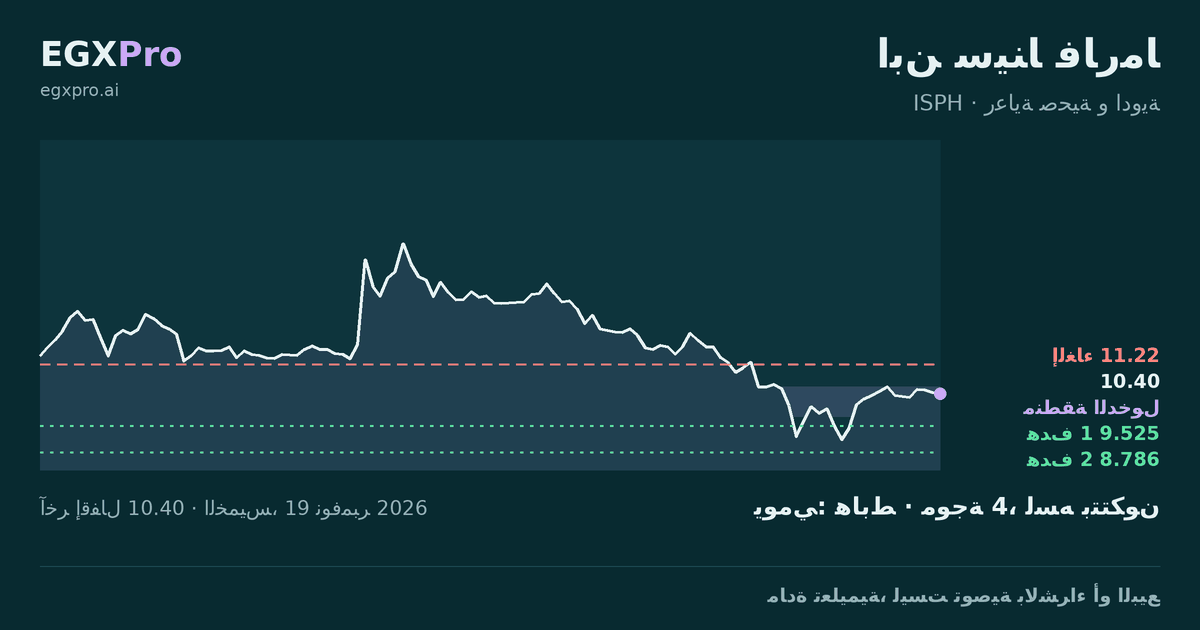 EGXPro
egxpro.ai
ابن سينا فارما
ISPH · رعاية صحية و ادوية
إلغاء 11.22
10.40
منطقة الدخول
هدف 1 9.525
هدف 2 8.786
يومي: هابط · موجة 4، لسه بتتكون
آخر إقفال 10.40 · الخميس، 19 نوفمبر 2026
مادة تعليمية، ليست توصية بالشراء أو البيع